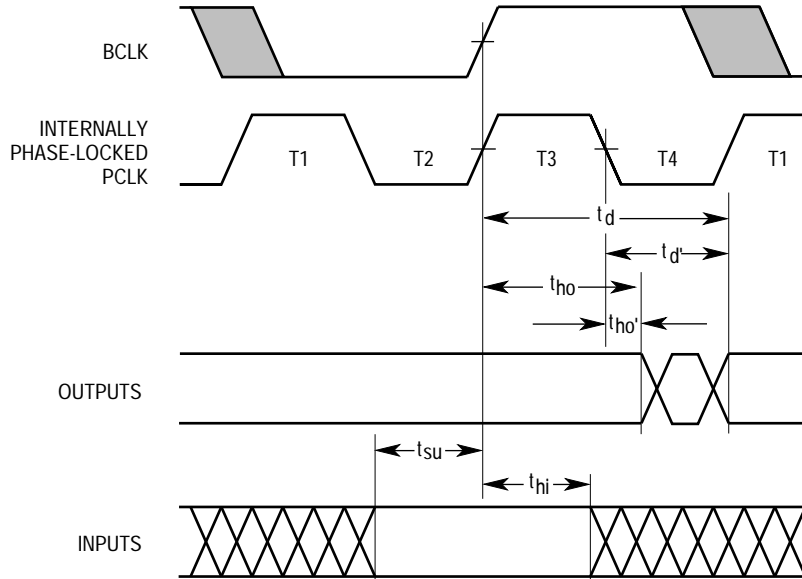 BCLK
INTERNALLY
PHASE-LOCKED
PCLK
T1 T2 T3 T4 T1
td
td'
tho
tho'
OUTPUTS
tsu
thi
INPUTS